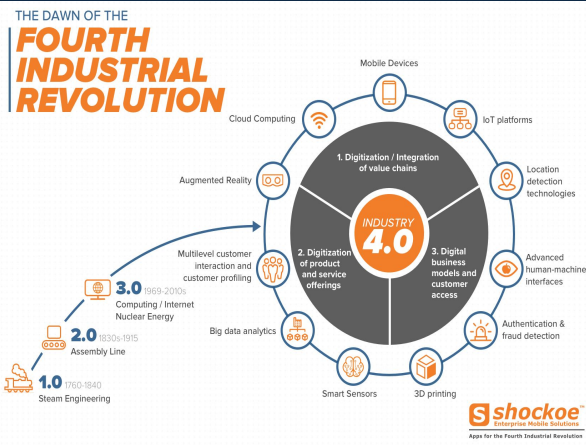 THE DAWN OF THE
FOURTH
INDUSTRIAL
REVOLUTION
Mobile Devices
Cloud Computing
IoT platforms
Augmented Reality
Location
detection
technologies
1. Digitization / Integration
of value chains
INDUSTRY
4.0
2. Digitization
of product
and service
offerings
3. Digital
business
models and
customer
access
Multilevel customer
interaction and
customer profiling
Advanced
human-machine
interfaces
Big data analytics
Authentication &
fraud detection
Smart Sensors
3D printing
3.0 1969-2010s
Computing / Internet
Nuclear Energy
2.0 1830s-1915
Assembly Line
1.0 1760-1840
Steam Engineering
S shockoe™
Enterprise Mobile Solutions
Apps for the Fourth Industrial Revolution